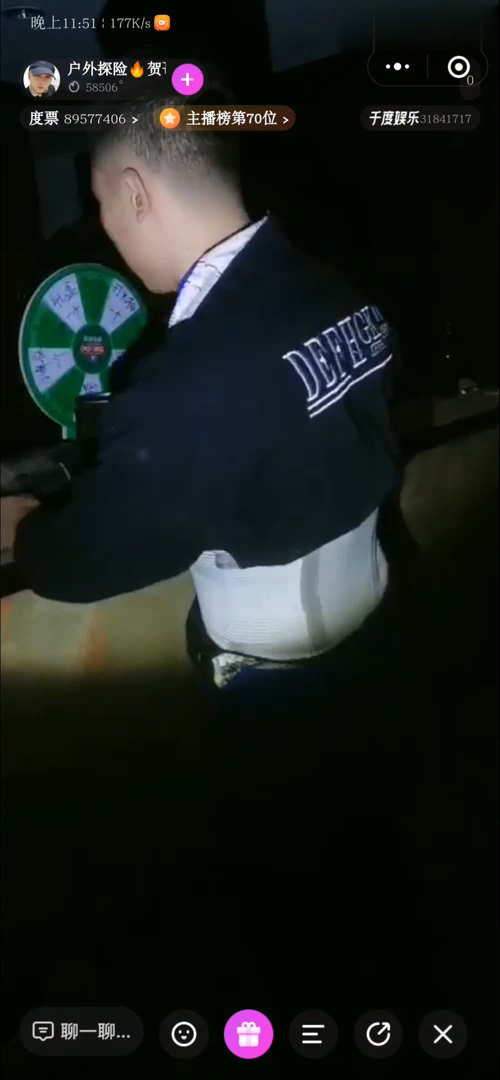 晚上11:51 | 177K/s
户外探险🔥贺
58506°
0
度票 89577406 >
主播榜第70位 >
千度娱乐31841717
DEFHGK
聊一聊...